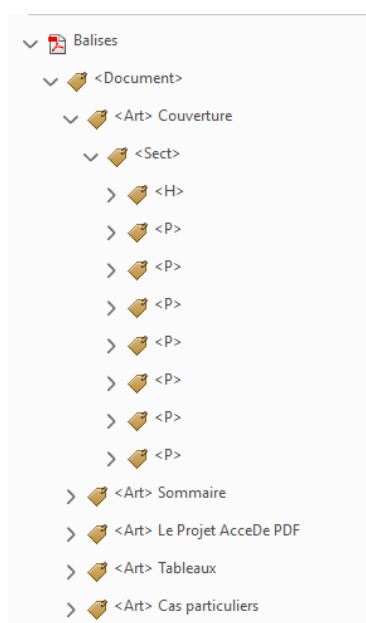 Balises
<Document>
<Art> Couverture
<Sect>
<H>
<P>
<P>
<P>
<P>
<P>
<P>
<P>
<Art> Sommaire
<Art> Le Projet AcceDe PDF
<Art> Tableaux
<Art> Cas particuliers